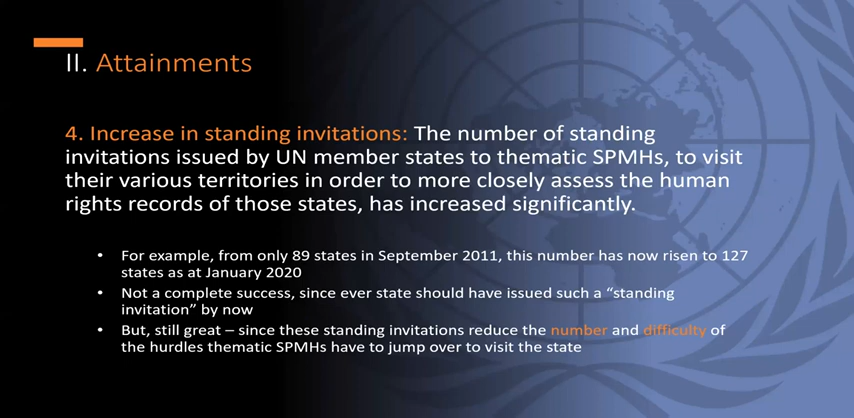 II. Attainments
4. Increase in standing invitations: The number of standing
invitations issued by UN member states to thematic SPMHs, to visit
their various territories in order to more closely assess the human
rights records of those states, has increased significantly.
• For example, from only 89 states in September 2011, this number has now risen to 127
states as at January 2020
• Not a complete success, since ever state should have issued such a “standing
invitation” by now
• But, still great – since these standing invitations reduce the number and difficulty of
the hurdles thematic SPMHs have to jump over to visit the state